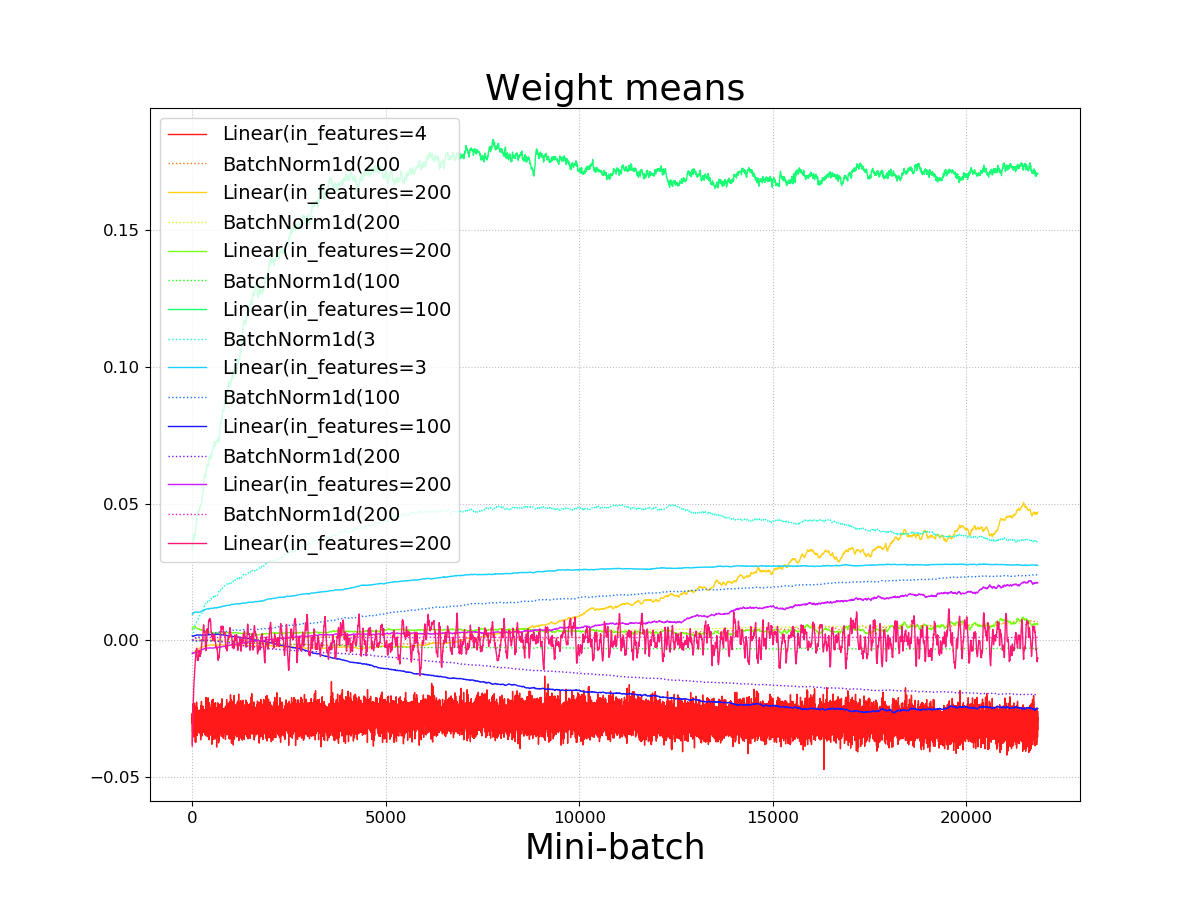 Weight means
Linear(in_features=4
BatchNorm1d(200
Linear(in_features=200
BatchNorm1d(200
Linear(in_features=200
BatchNorm1d(100
Linear(in_features=100
BatchNorm1d(3
Linear(in_features=3
BatchNorm1d(100
Linear(in_features=100
BatchNorm1d(200
Linear(in_features=200
BatchNorm1d(200
Linear(in_features=200
0.15
0.10
0.05
0.00
−0.05
0 5000 10000 15000 20000
Mini-batch